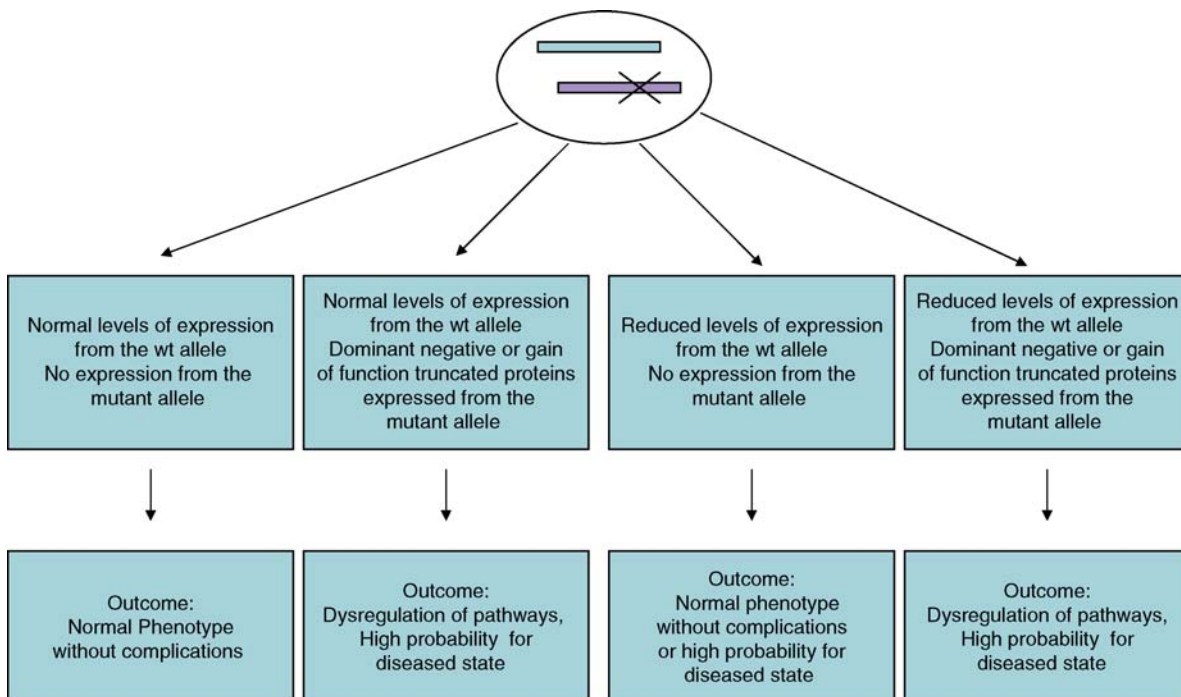 Normal levels of expression
from the wt allele
No expression from the
mutant allele
Normal levels of expression
from the wt allele
Dominant negative or gain
of function truncated proteins
expressed from the
mutant allele
Reduced levels of expression
from the wt allele
No expression from the
mutant allele
Reduced levels of expression
from the wt allele
Dominant negative or gain
of function truncated proteins
expressed from the
mutant allele
Outcome:
Normal Phenotype
without complications
Outcome:
Dysregulation of pathways,
High probability for
diseased state
Outcome:
Normal phenotype
without complications
or high probability for
diseased state
Outcome:
Dysregulation of pathways,
High probability for
diseased state